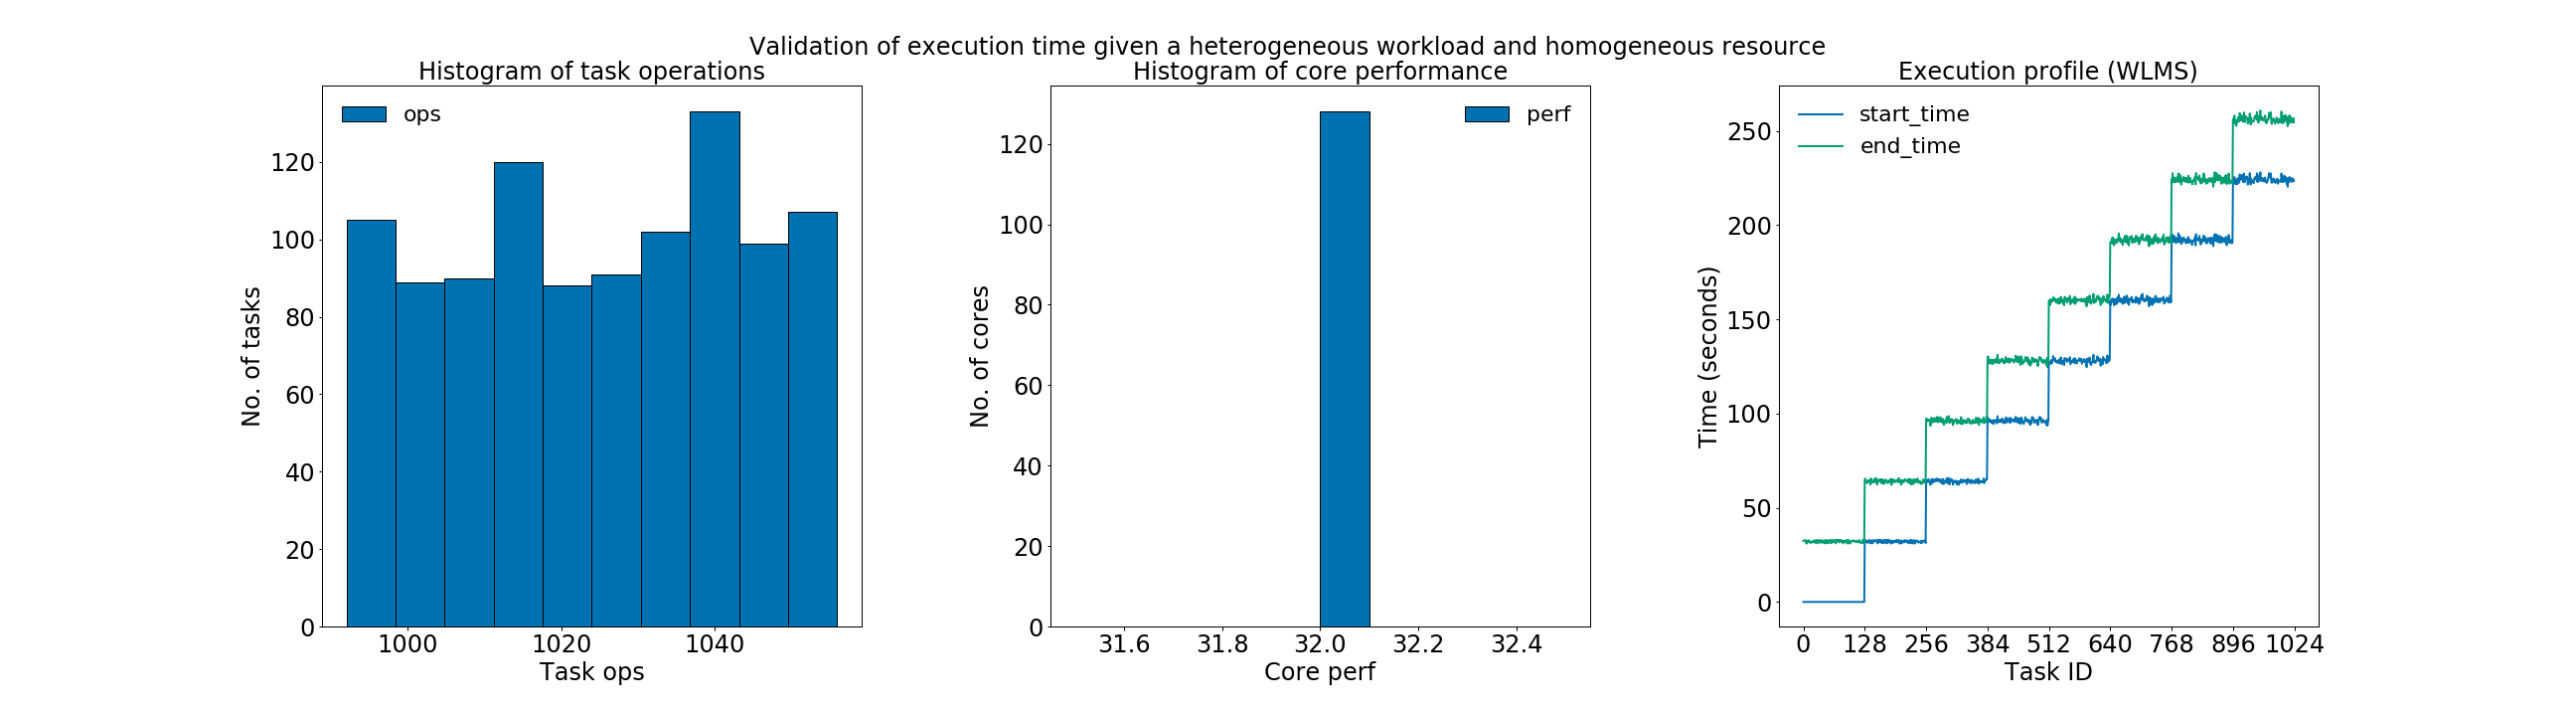 Validation of execution time given a heterogeneous workload and homogeneous resource
Histogram of task operations
ops
No. of tasks
120
100
80
60
40
20
0
1000 1020 1040
Task ops
Histogram of core performance
perf
No. of cores
120
100
80
60
40
20
0
31.6 31.8 32.0 32.2 32.4
Core perf
Execution profile (WLMS)
start_time
end_time
Time (seconds)
250
200
150
100
50
0
0 128 256 384 512 640 768 896 1024
Task ID